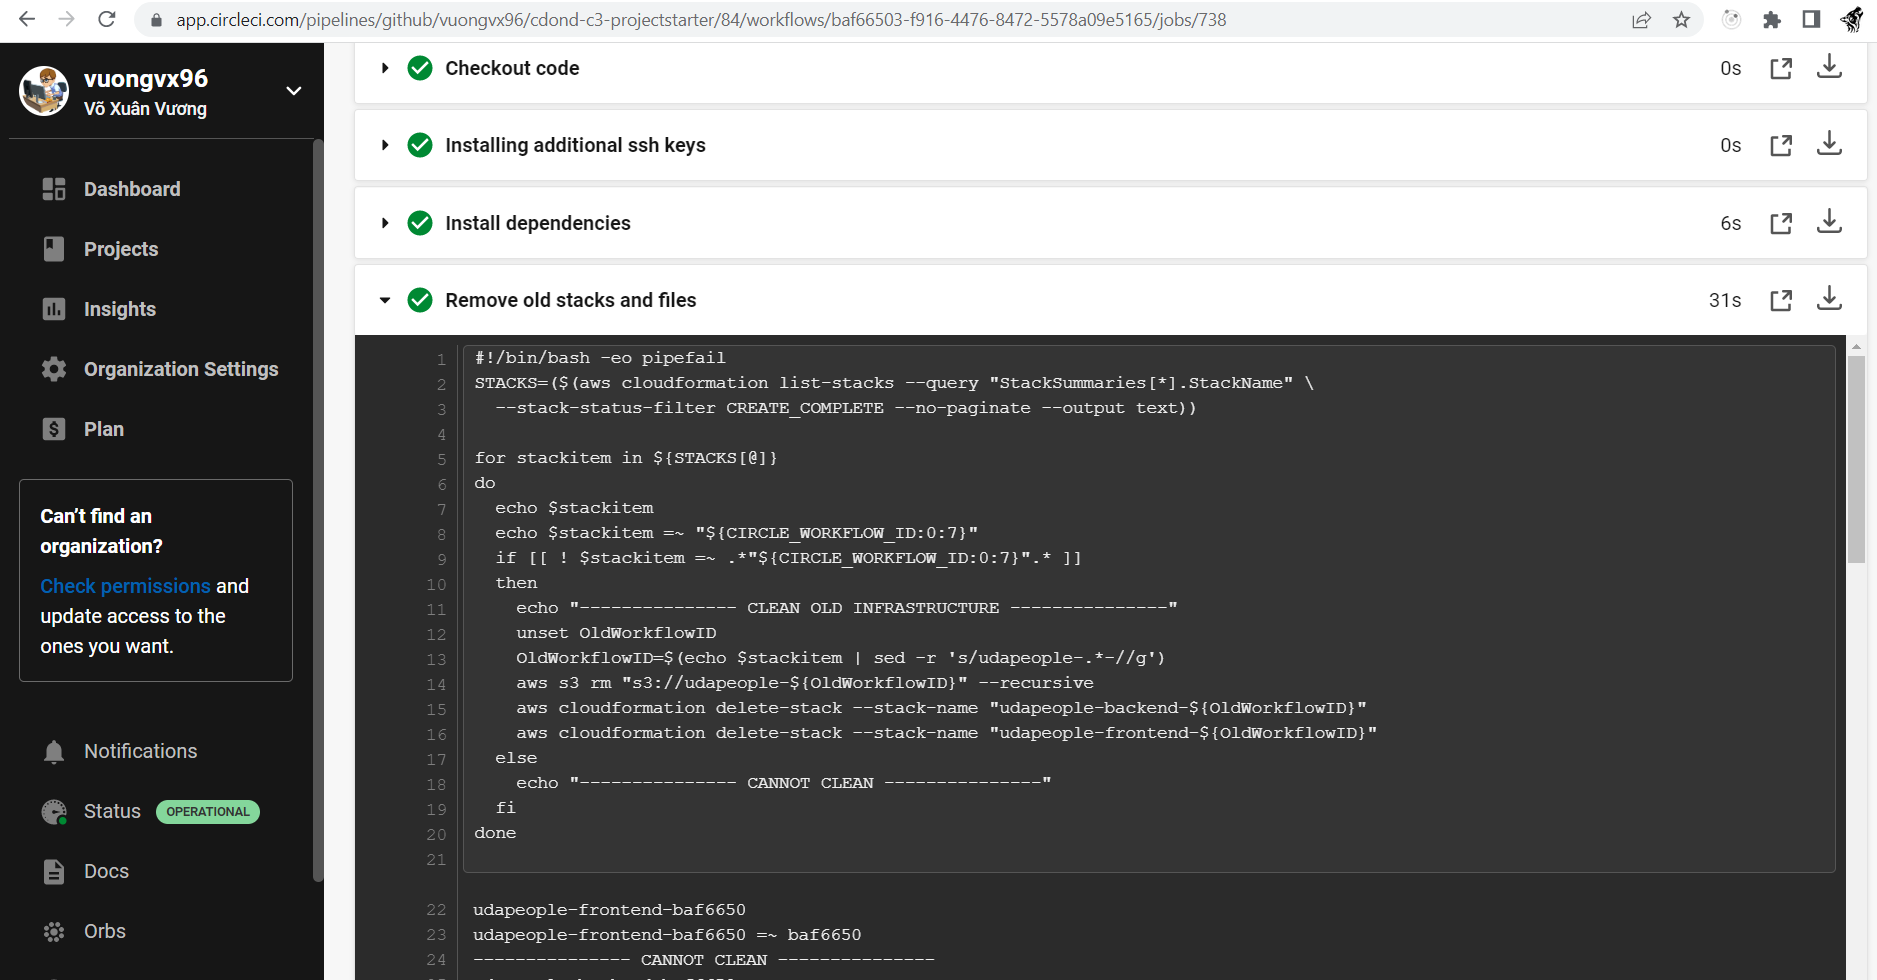 app.circleci.com/pipelines/github/vuongvx96/cdond-c3-projectstarter/84/workflows/baf66503-f916-4476-8472-5578a09e5165/jobs/738
vuongvx96
Võ Xuân Vương
Dashboard
Projects
Insights
Organization Settings
Plan
Can't find an
organization?
Check permissions and
update access to the
ones you want.
Notifications
Status OPERATIONAL
Docs
Orbs
Checkout code 0s
Installing additional ssh keys 0s
Install dependencies 6s
Remove old stacks and files 31s
1 #!/bin/bash -eo pipefail
2 STACKS=($(aws cloudformation list-stacks --query "StackSummaries[*].StackName" \
3   --stack-status-filter CREATE_COMPLETE --no-paginate --output text))
4
5 for stackitem in ${STACKS[@]}
6 do
7   echo $stackitem
8   echo $stackitem =~ "${CIRCLE_WORKFLOW_ID:0:7}"
9   if [[ ! $stackitem =~ .*"${CIRCLE_WORKFLOW_ID:0:7}".* ]]
10   then
11     echo "--------------- CLEAN OLD INFRASTRUCTURE ---------------"
12     unset OldWorkflowID
13     OldWorkflowID=$(echo $stackitem | sed -r 's/udapeople-.*-//g')
14     aws s3 rm "s3://udapeople-${OldWorkflowID}" --recursive
15     aws cloudformation delete-stack --stack-name "udapeople-backend-${OldWorkflowID}"
16     aws cloudformation delete-stack --stack-name "udapeople-frontend-${OldWorkflowID}"
17   else
18     echo "--------------- CANNOT CLEAN ---------------"
19   fi
20 done
21
22 udapeople-frontend-baf6650
23 udapeople-frontend-baf6650 =~ baf6650
24 --------------- CANNOT CLEAN ---------------